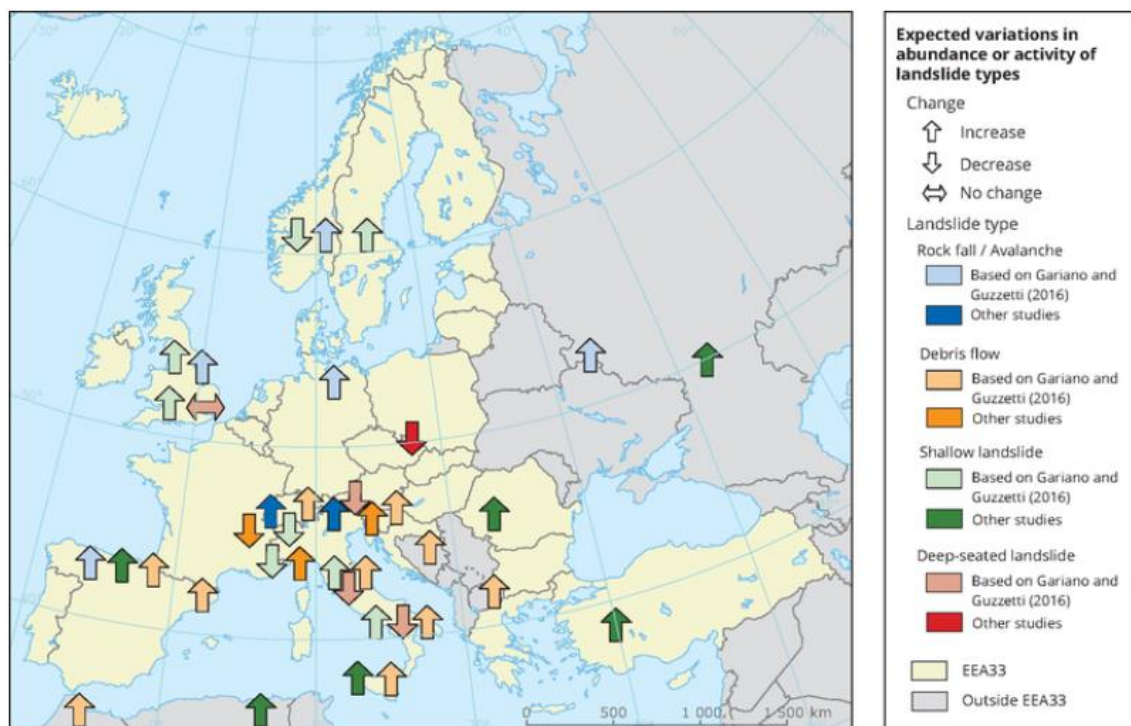 Expected variations in
abundance or activity of
landslide types
Change
Increase
Decrease
No change
Landslide type
Rock fall / Avalanche
Based on Gariano and
Guzzetti (2016)
Other studies
Debris flow
Based on Gariano and
Guzzetti (2016)
Other studies
Shallow landslide
Based on Gariano and
Guzzetti (2016)
Other studies
Deep-seated landslide
Based on Gariano and
Guzzetti (2016)
Other studies
EEA33
Outside EEA33
0 500 1 000 1 500 km